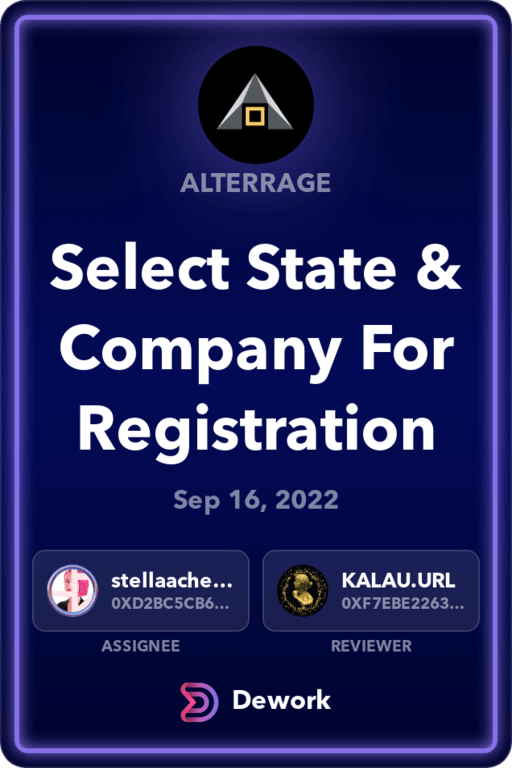 ALTERRAGE
Select State &
Company For
Registration
Sep 16, 2022
stellaache...
0XD2BC5CB6...
ASSIGNEE
KALAU.URL
0XF7EBE2263...
REVIEWER
Dework